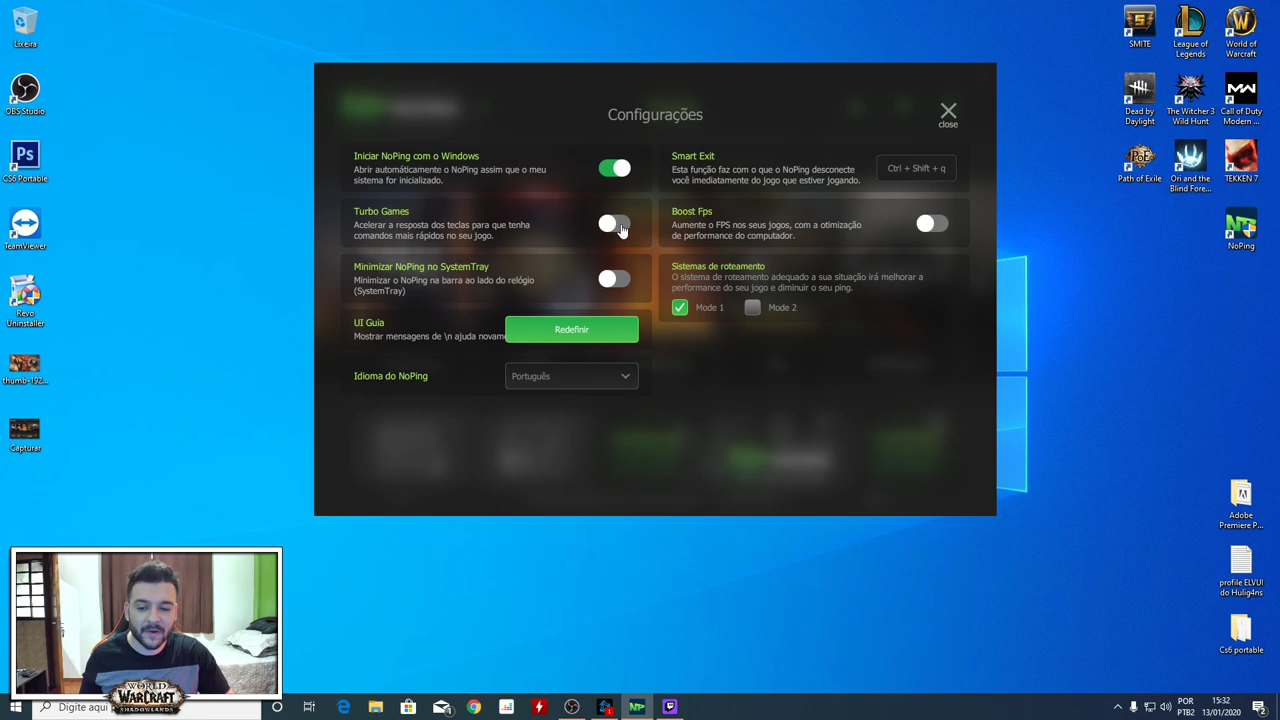 Lixeira
OBS Studio
CS6 Portable
TeamViewer
Revo
Uninstaller
thumb-192...
Capturar
SMITE
League of
Legends
World of
Warcraft
Dead by
Daylight
The Witcher 3
Wild Hunt
Call of Duty
Modern ...
Path of Exile
Ori and the
Blind Fore...
TEKKEN 7
NoPing
Adobe
Premiere P...
profile ELVUI
do Hulig4ns
Cs6 portable
Configurações
close
Iniciar NoPing com o Windows
Abrir automáticamente o NoPing assim que o meu
sistema for inicializado.
Turbo Games
Acelerar a resposta dos teclas para que tenha
comandos mais rápidos no seu jogo.
Minimizar NoPing no SystemTray
Minimizar o NoPing na barra ao lado do relógio
(SystemTray)
UI Guia
Mostrar mensagens de \n ajuda novam
Redefinir
Idioma do NoPing
Português
Smart Exit
Esta função faz com o que o NoPing desconecte
você imediatamente do jogo que estiver jogando.
Ctrl + Shift + q
Boost Fps
Aumente o FPS nos seus jogos, com a otimização
de performance do computador.
Sistemas de roteamento
O sistema de roteamento adequado a sua situação irá melhorar a
performance do seu jogo e diminuir o seu ping.
Mode 1
Mode 2
WORLD
OF
WARCRAFT
SHADOWLANDS
Digite aqui
POR
PTB2
15:32
13/01/2020